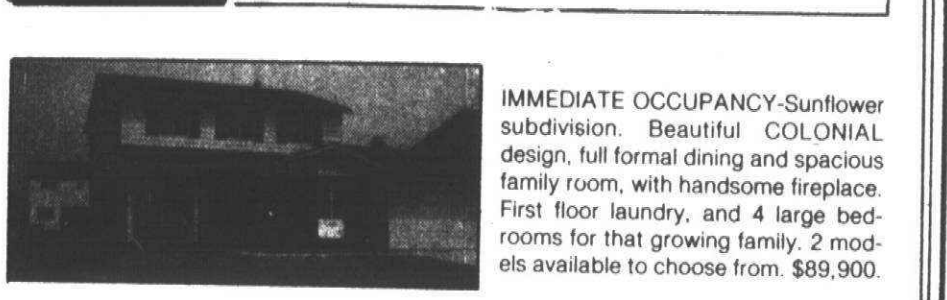 IMMEDIATE OCCUPANCY-Sunflower
subdivision. Beautiful COLONIAL
design, full formal dining and spacious
family room, with handsome fireplace.
First floor laundry, and 4 large bed-
rooms for that growing family. 2 mod-
els available to choose from. $89,900.